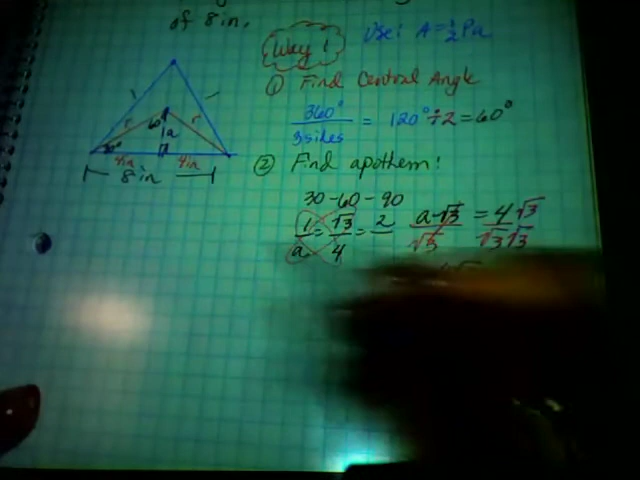 of 8 in.
Way 1
Use: A = ½ Pa
① Find Central Angle
360° / 3 sides = 120° ÷ 2 = 60°
r r
60°
a
30°
4in 4in
8 in
② Find apothem!
30 - 60 - 90
1/a = √3/4 = 2/ a·√3/√3 = 4√3/√3√3